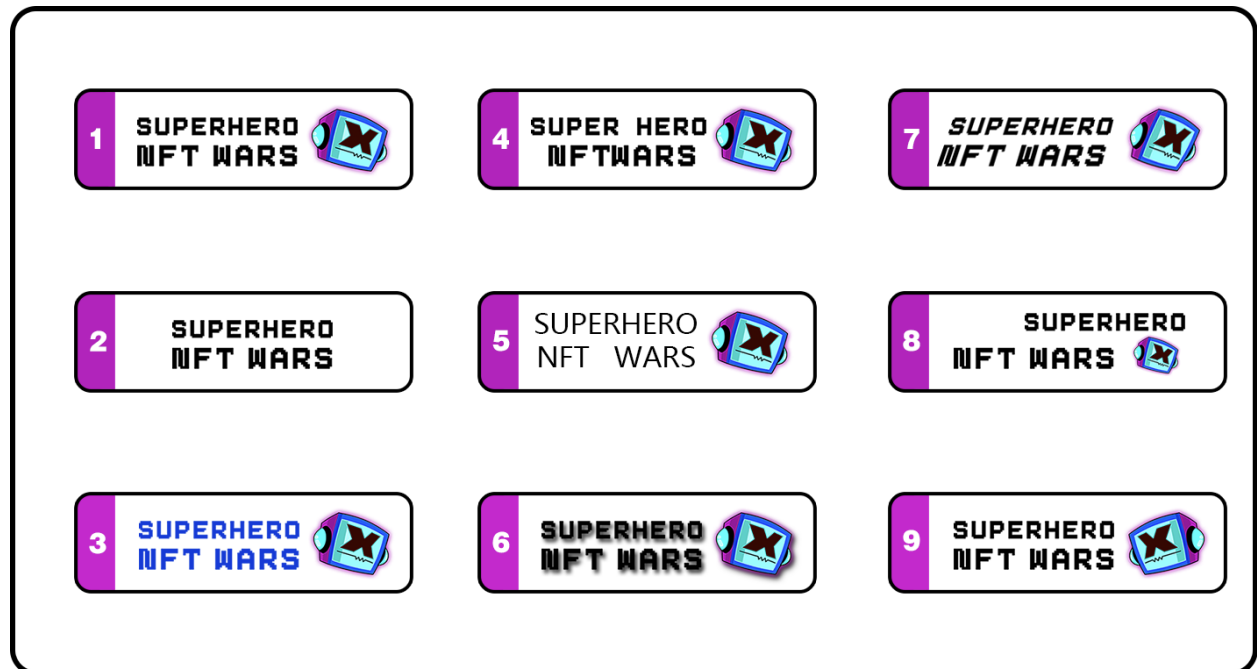 1
SUPERHERO
NFT WARS
X
4
SUPER HERO
NFTWARS
X
7
SUPERHERO
NFT WARS
X
2
SUPERHERO
NFT WARS
5
SUPERHERO
NFT WARS
X
8
SUPERHERO
NFT WARS
X
3
SUPERHERO
NFT WARS
X
6
SUPERHERO
NFT WARS
X
9
SUPERHERO
NFT WARS
X